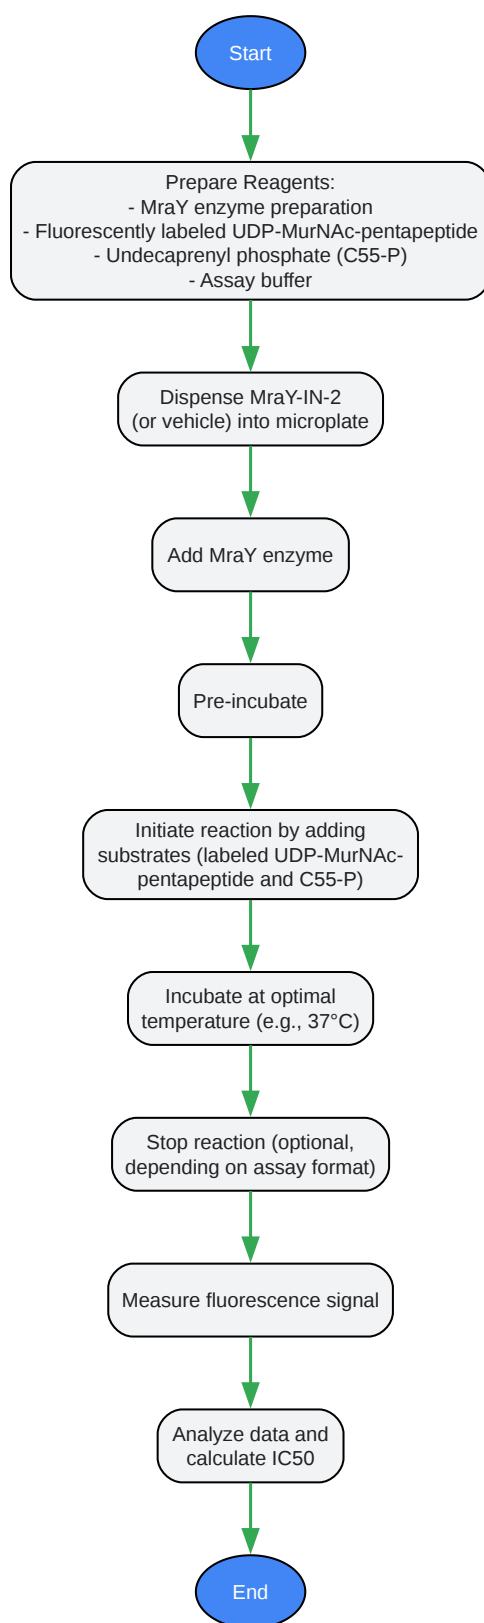 Start
Prepare Reagents:
- MraY enzyme preparation
- Fluorescently labeled UDP-MurNAc-pentapeptide
- Undecaprenyl phosphate (C55-P)
- Assay buffer
Dispense MraY-IN-2
(or vehicle) into microplate
Add MraY enzyme
Pre-incubate
Initiate reaction by adding
substrates (labeled UDP-MurNAc-
pentapeptide and C55-P)
Incubate at optimal
temperature (e.g., 37°C)
Stop reaction (optional,
depending on assay format)
Measure fluorescence signal
Analyze data and
calculate IC50
End